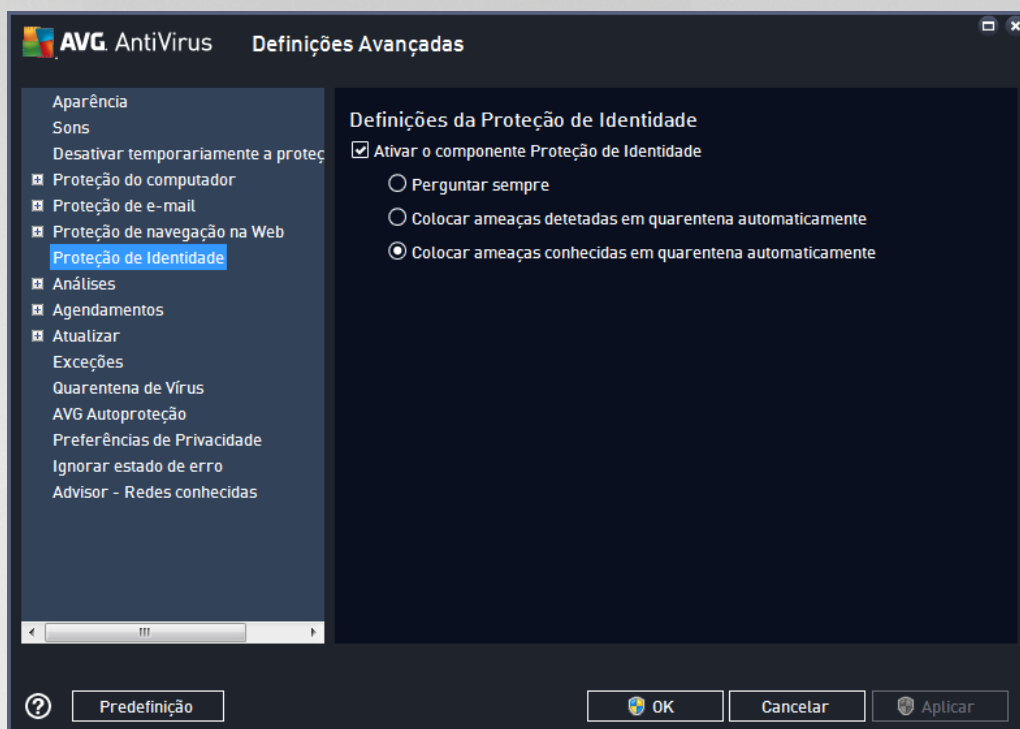 AVG. AntiVirus
Definições Avançadas
Aparência
Sons
Desativar temporariamente a proteç
Proteção do computador
Proteção de e-mail
Proteção de navegação na Web
Proteção de Identidade
Análises
Agendamentos
Atualizar
Exceções
Quarentena de Vírus
AVG Autoproteção
Preferências de Privacidade
Ignorar estado de erro
Advisor - Redes conhecidas
Definições da Proteção de Identidade
Ativar o componente Proteção de Identidade
Perguntar sempre
Colocar ameaças detetadas em quarentena automaticamente
Colocar ameaças conhecidas em quarentena automaticamente
? Predefinição
OK
Cancelar
Aplicar